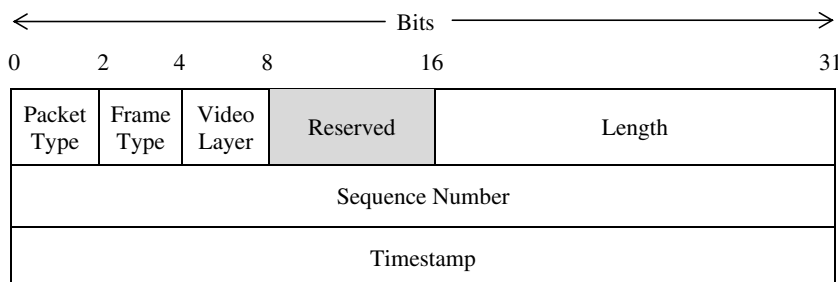 Bits
0 2 4 8 16 31
Packet Type
Frame Type
Video Layer
Reserved
Length
Sequence Number
Timestamp